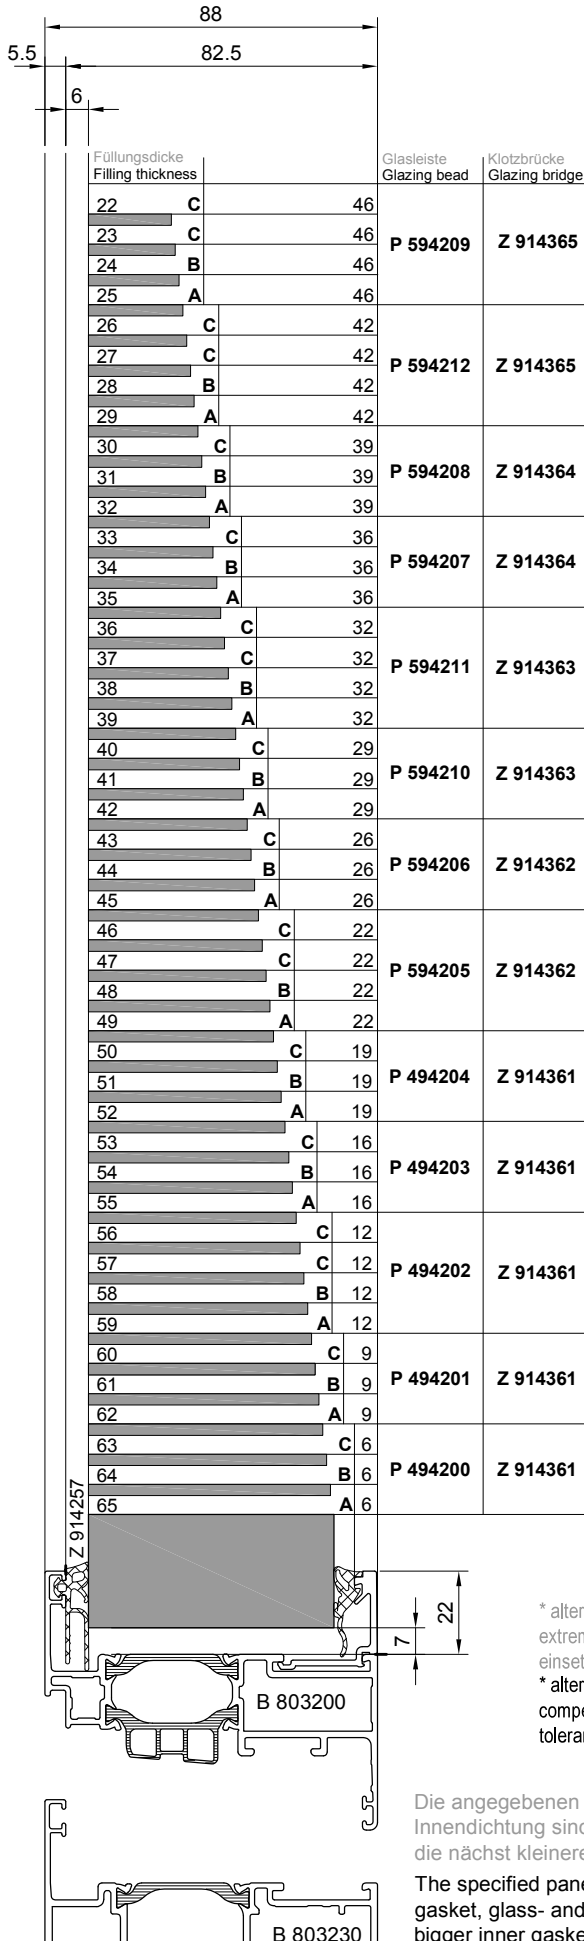 88
5.5 82.5
6
Füllungsdicke Glasleiste Klotzbrücke
Filling thickness Glazing bead Glazing bridge
22 C 46
23 C 46
P 594209 Z 914365
24 B 46
25 A 46
26 C 42
27 C 42
P 594212 Z 914365
28 B 42
29 A 42
30 C 39
31 B 39 P 594208 Z 914364
32 A 39
33 C 36
34 B 36 P 594207 Z 914364
35 A 36
36 C 32
37 C 32
P 594211 Z 914363
38 B 32
39 A 32
40 C 29
41 B 29 P 594210 Z 914363
42 A 29
43 C 26
44 B 26 P 594206 Z 914362
45 A 26
46 C 22
47 C 22
P 594205 Z 914362
48 B 22
49 A 22
50 C 19
51 B 19 P 494204 Z 914361
52 A 19
53 C 16
54 B 16 P 494203 Z 914361
55 A 16
56 C 12
57 C 12
P 494202 Z 914361
58 B 12
59 A 12
60 C 9
61 B 9 P 494201 Z 914361
62 A 9
63 C 6
64 B 6 P 494200 Z 914361
65 A 6
Z 914257
22
7
* alter
extrem
einset
* alter
compe
tolerar
B 803200
Die angegebenen
Innendichtung sind
die nächst kleinere
The specified pane
gasket, glass- and
bigger inner gaske
B 803230